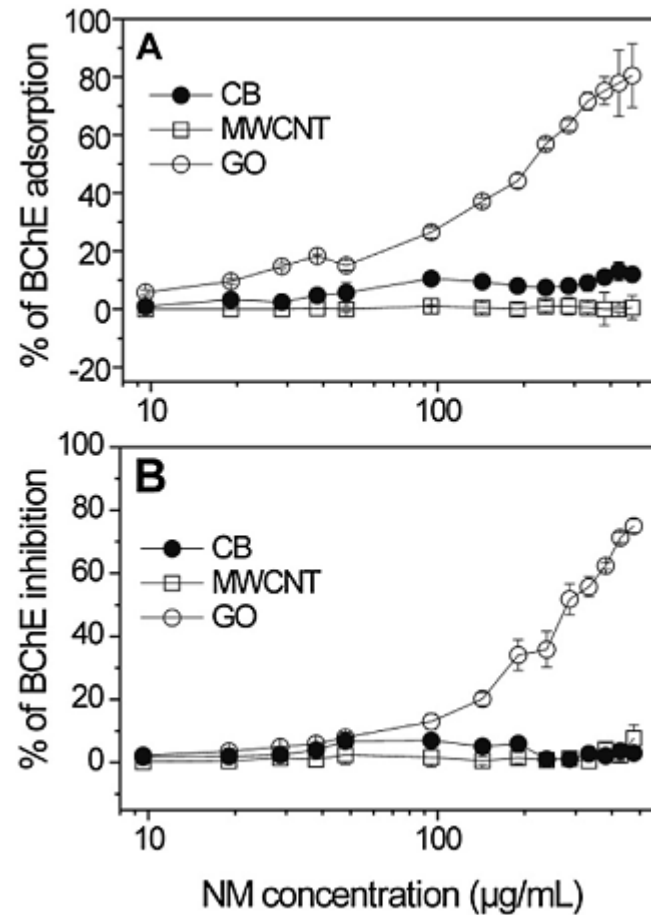 A
CB
MWCNT
GO
% of BChE adsorption
100
80
60
40
20
0
-20
10
100
B
CB
MWCNT
GO
% of BChE inhibition
100
80
60
40
20
0
10
100
NM concentration (µg/mL)